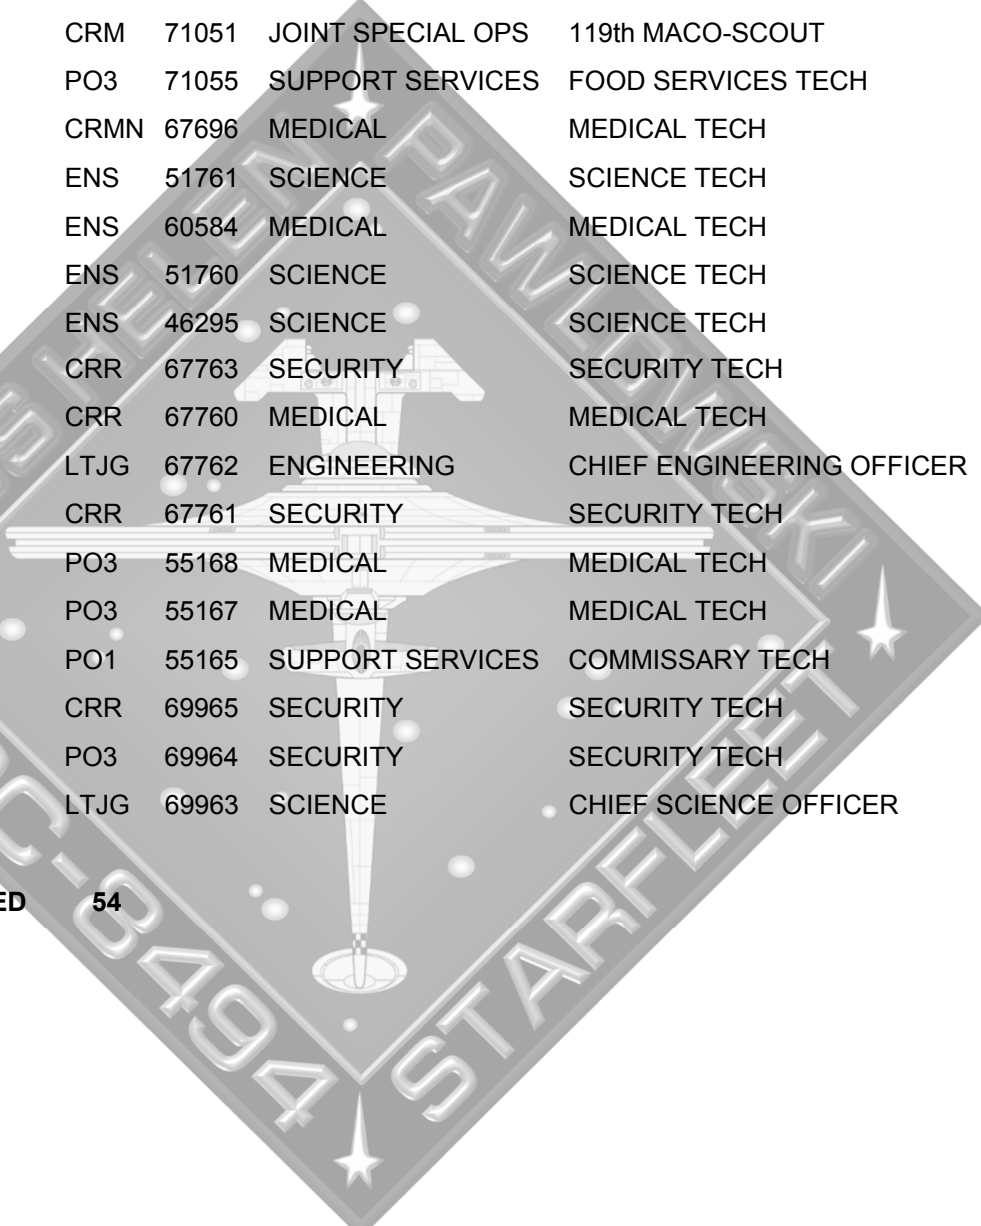 CRM 71051 JOINT SPECIAL OPS 119th MACO-SCOUT
PO3 71055 SUPPORT SERVICES FOOD SERVICES TECH
CRMN 67696 MEDICAL MEDICAL TECH
ENS 51761 SCIENCE SCIENCE TECH
ENS 60584 MEDICAL MEDICAL TECH
ENS 51760 SCIENCE SCIENCE TECH
ENS 46295 SCIENCE SCIENCE TECH
CRR 67763 SECURITY SECURITY TECH
CRR 67760 MEDICAL MEDICAL TECH
LTJG 67762 ENGINEERING CHIEF ENGINEERING OFFICER
CRR 67761 SECURITY SECURITY TECH
PO3 55168 MEDICAL MEDICAL TECH
PO3 55167 MEDICAL MEDICAL TECH
PO1 55165 SUPPORT SERVICES COMMISSARY TECH
CRR 69965 SECURITY SECURITY TECH
PO3 69964 SECURITY SECURITY TECH
LTJG 69963 SCIENCE CHIEF SCIENCE OFFICER
ED 54
S HELEN PAWLOWSKI
C-8494 STARFLEET